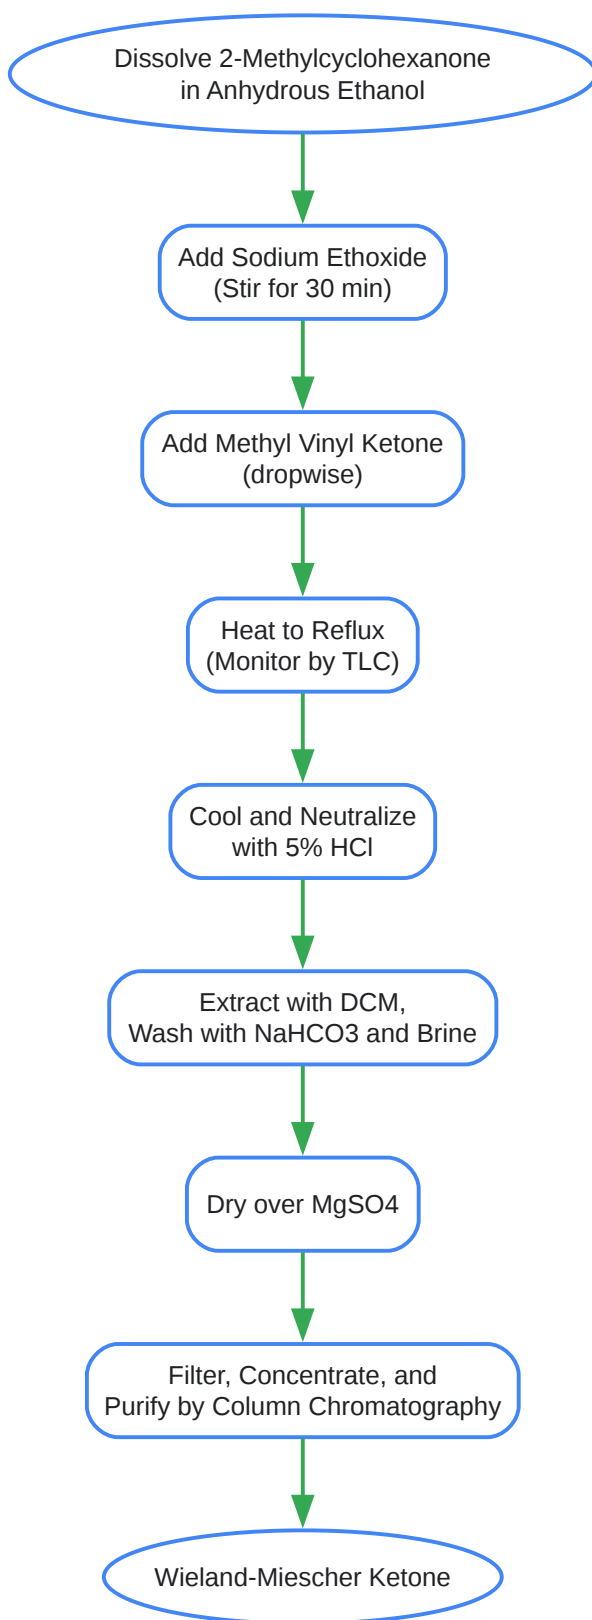 Dissolve 2-Methylcyclohexanone
in Anhydrous Ethanol
Add Sodium Ethoxide
(Stir for 30 min)
Add Methyl Vinyl Ketone
(dropwise)
Heat to Reflux
(Monitor by TLC)
Cool and Neutralize
with 5% HCl
Extract with DCM,
Wash with NaHCO3 and Brine
Dry over MgSO4
Filter, Concentrate, and
Purify by Column Chromatography
Wieland-Miescher Ketone